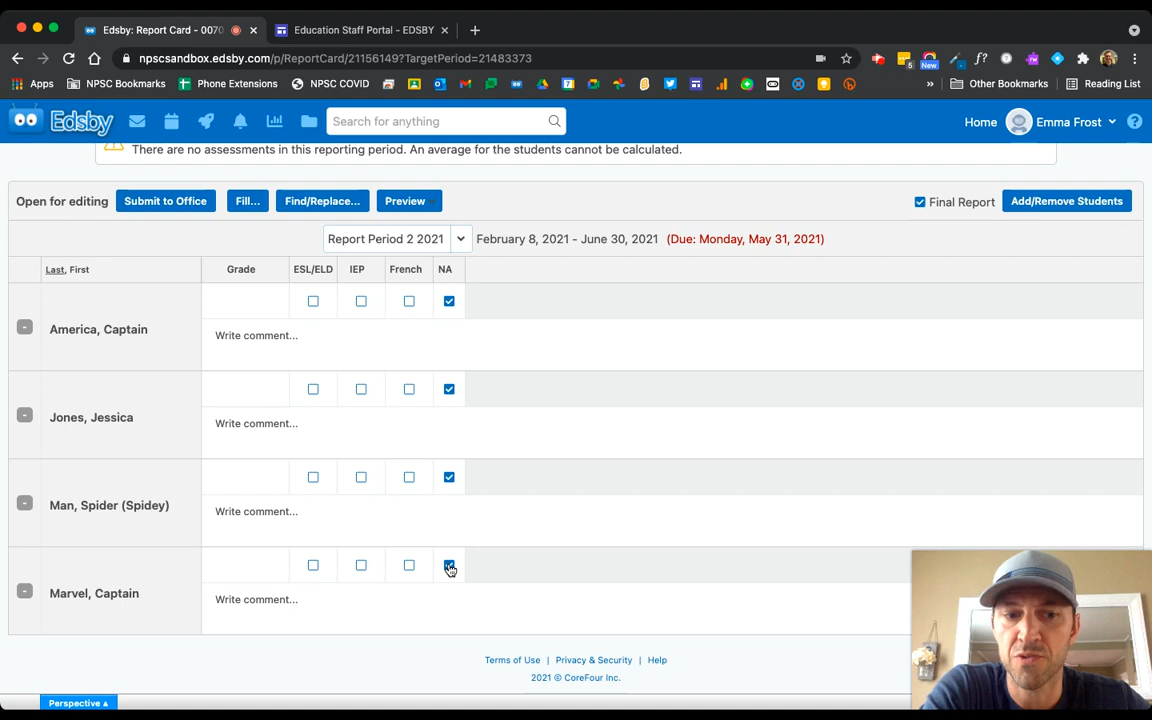 Edsby: Report Card - 0070
Education Staff Portal - EDSBY
npscsandbox.edsby.com/p/ReportCard/21156149?TargetPeriod=21483373
Apps NPSC Bookmarks Phone Extensions NPSC COVID » Other Bookmarks Reading List
Edsby Search for anything Home Emma Frost ?
There are no assessments in this reporting period. An average for the students cannot be calculated.
Open for editing Submit to Office Fill... Find/Replace... Preview Final Report Add/Remove Students
Report Period 2 2021 February 8, 2021 - June 30, 2021 (Due: Monday, May 31, 2021)
Last, First Grade ESL/ELD IEP French NA
America, Captain
Write comment...
Jones, Jessica
Write comment...
Man, Spider (Spidey)
Write comment...
Marvel, Captain
Write comment...
Terms of Use | Privacy & Security | Help
2021 © CoreFour Inc.
Perspective